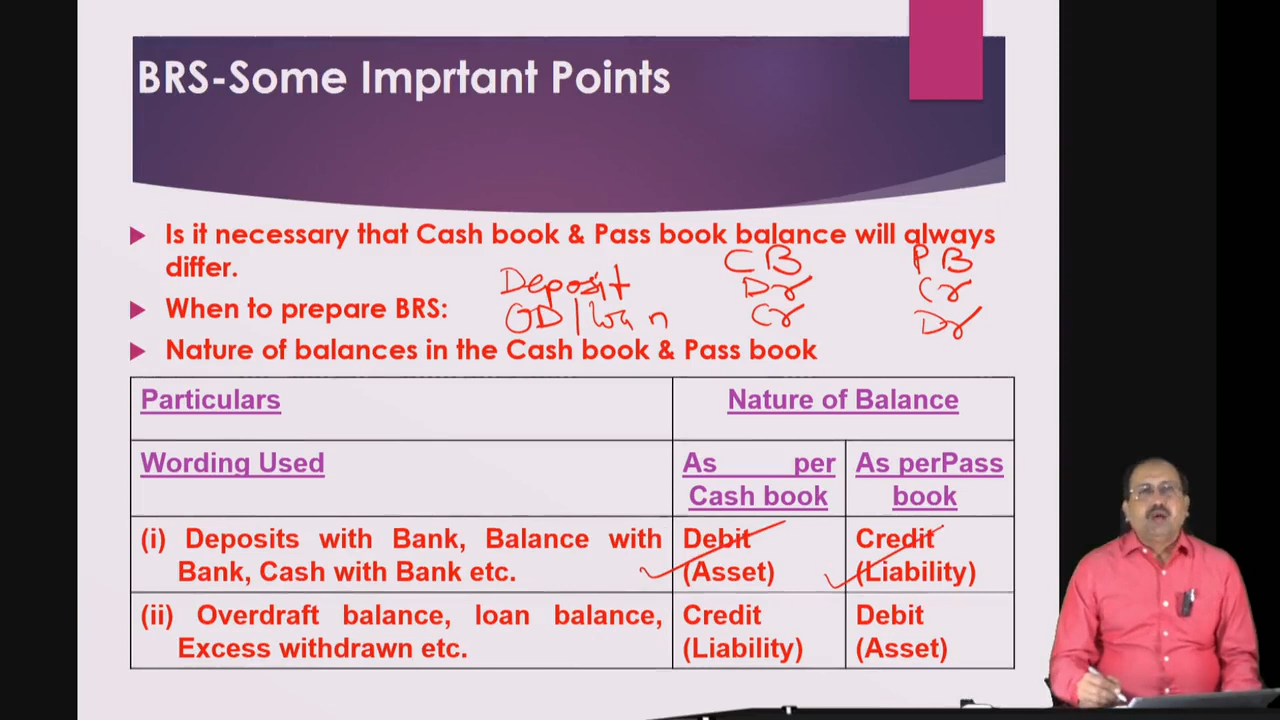 BRS-Some Imprtant Points
Is it necessary that Cash book & Pass book balance will always
differ.
CB PB
Deposit Dr Cr
When to prepare BRS:
OD/loan Cr Dr
Nature of balances in the Cash book & Pass book
Particulars Nature of Balance
Wording Used As per As perPass
Cash book book
(i) Deposits with Bank, Balance with Debit Credit
Bank, Cash with Bank etc. (Asset) (Liability)
(ii) Overdraft balance, loan balance, Credit Debit
Excess withdrawn etc. (Liability) (Asset)